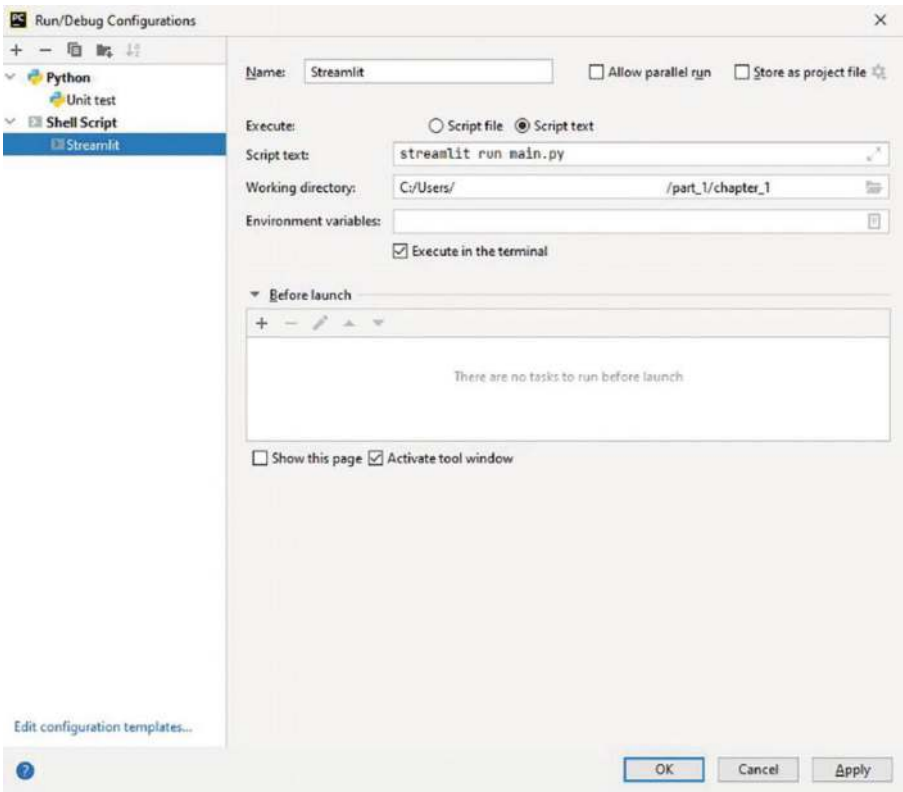 PC Run/Debug Configurations
Python
Unit test
Shell Script
Streamlit
Edit configuration templates...
Name: Streamlit Allow parallel run Store as project file
Execute: Script file Script text
Script text: streamlit run main.py
Working directory: C:/Users/ /part_1/chapter_1
Environment variables:
Execute in the terminal
Before launch
There are no tasks to run before launch
Show this page Activate tool window
? OK Cancel Apply